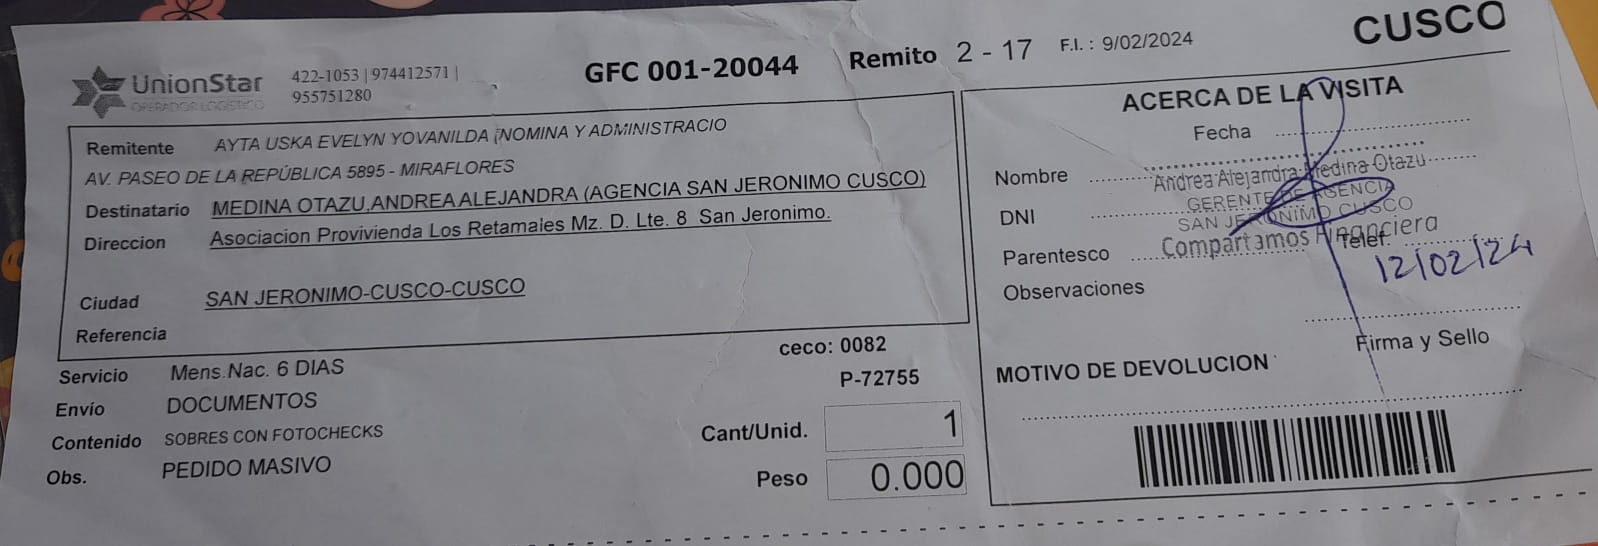 UnionStar
OPERADOR LOGÍSTICO
422-1053 | 974412571 |
955751280
GFC 001-20044
Remito 2 - 17
F.I. : 9/02/2024
CUSCO
Remitente AYTA USKA EVELYN YOVANILDA (NOMINA Y ADMINISTRACIO
AV. PASEO DE LA REPÚBLICA 5895 - MIRAFLORES
Destinatario MEDINA OTAZU,ANDREA ALEJANDRA (AGENCIA SAN JERONIMO CUSCO)
Direccion Asociacion Provivienda Los Retamales Mz. D. Lte. 8 San Jeronimo.
Ciudad SAN JERONIMO-CUSCO-CUSCO
Referencia
Servicio Mens.Nac. 6 DIAS
Envío DOCUMENTOS
Contenido SOBRES CON FOTOCHECKS
Obs. PEDIDO MASIVO
ceco: 0082
P-72755
Cant/Unid. 1
Peso 0.000
ACERCA DE LA VISITA
Fecha
Nombre
Andrea Alejandra Medina Otazu
GERENTE DE AGENCIA
DNI
SAN JERONIMO CUSCO
Parentesco
Compartamos Financiera
Telef.
12/02/24
Observaciones
Firma y Sello
MOTIVO DE DEVOLUCION